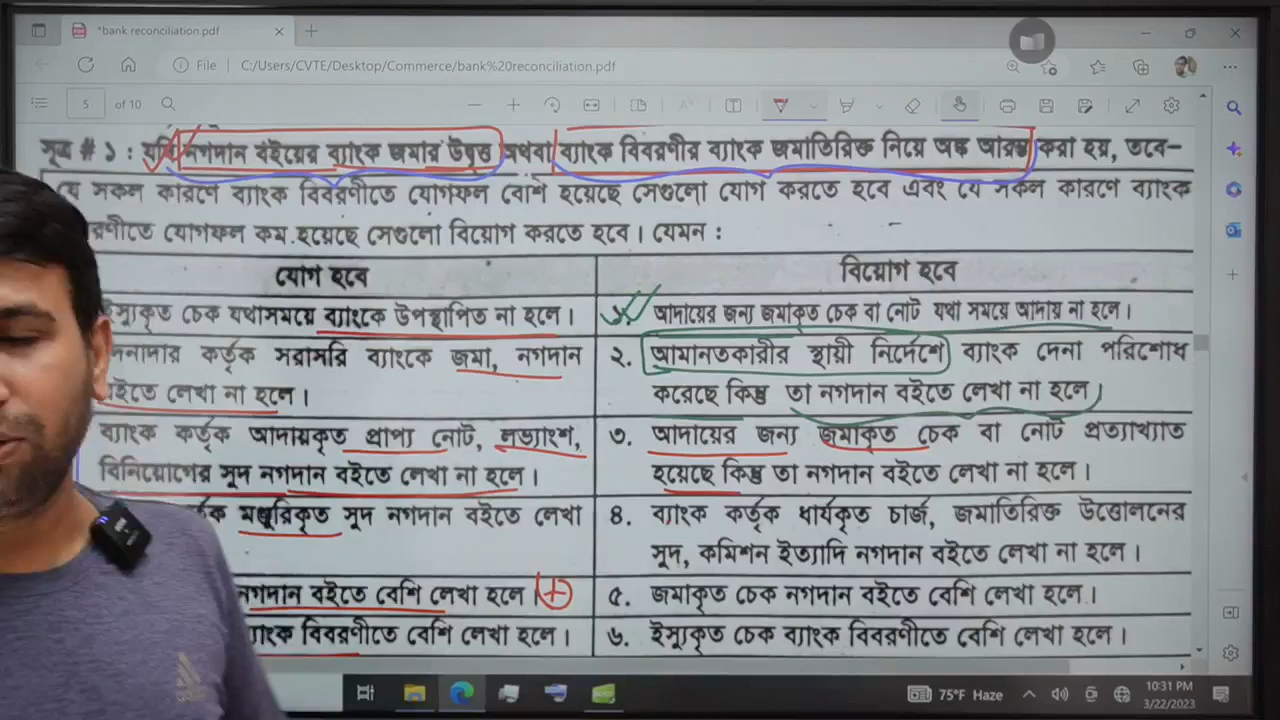 *bank reconciliation.pdf
File C:/Users/CVTE/Desktop/Commerce/bank%20reconciliation.pdf
5 of 10
সূত্র # ১ : যদি নগদান বইয়ের ব্যাংক জমার উদ্বৃত্ত অথবা ব্যাংক বিবরণীর ব্যাংক জমাতিরিক্ত নিয়ে অঙ্ক আরম্ভ করা হয়, তবে–
যে সকল কারণে ব্যাংক বিবরণীতে যোগফল বেশি হয়েছে সেগুলো যোগ করতে হবে এবং যে সকল কারণে ব্যাংক
বরণীতে যোগফল কম হয়েছে সেগুলো বিয়োগ করতে হবে। যেমন :
যোগ হবে
বিয়োগ হবে
ইস্যুকৃত চেক যথাসময়ে ব্যাংকে উপস্থাপিত না হলে।
আদায়ের জন্য জমাকৃত চেক বা নোট যথা সময়ে আদায় না হলে।
দেনাদার কর্তৃক সরাসরি ব্যাংকে জমা, নগদান
বইতে লেখা না হলে।
২. আমানতকারীর স্থায়ী নির্দেশে ব্যাংক দেনা পরিশোধ
করেছে কিন্তু তা নগদান বইতে লেখা না হলে।
ব্যাংক কর্তৃক আদায়কৃত প্রাপ্য নোট, লভ্যাংশ,
বিনিয়োগের সুদ নগদান বইতে লেখা না হলে।
৩. আদায়ের জন্য জমাকৃত চেক বা নোট প্রত্যাখ্যাত
হয়েছে কিন্তু তা নগদান বইতে লেখা না হলে।
র্তৃক মঞ্জুরিকৃত সুদ নগদান বইতে লেখা
৪. ব্যাংক কর্তৃক ধার্যকৃত চার্জ, জমাতিরিক্ত উত্তোলনের
সুদ, কমিশন ইত্যাদি নগদান বইতে লেখা না হলে।
নগদান বইতে বেশি লেখা হলে। +
৫. জমাকৃত চেক নগদান বইতে বেশি লেখা হলে।
ব্যাংক বিবরণীতে বেশি লেখা হলে।
৬. ইস্যুকৃত চেক ব্যাংক বিবরণীতে বেশি লেখা হলে।
75°F Haze
10:31 PM
3/22/2023